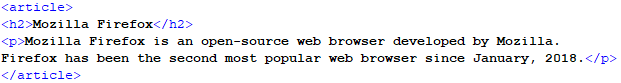 <article>
<h2>Mozilla Firefox</h2>
<p>Mozilla Firefox is an open-source web browser developed by Mozilla.
Firefox has been the second most popular web browser since January, 2018.</p>
</article>